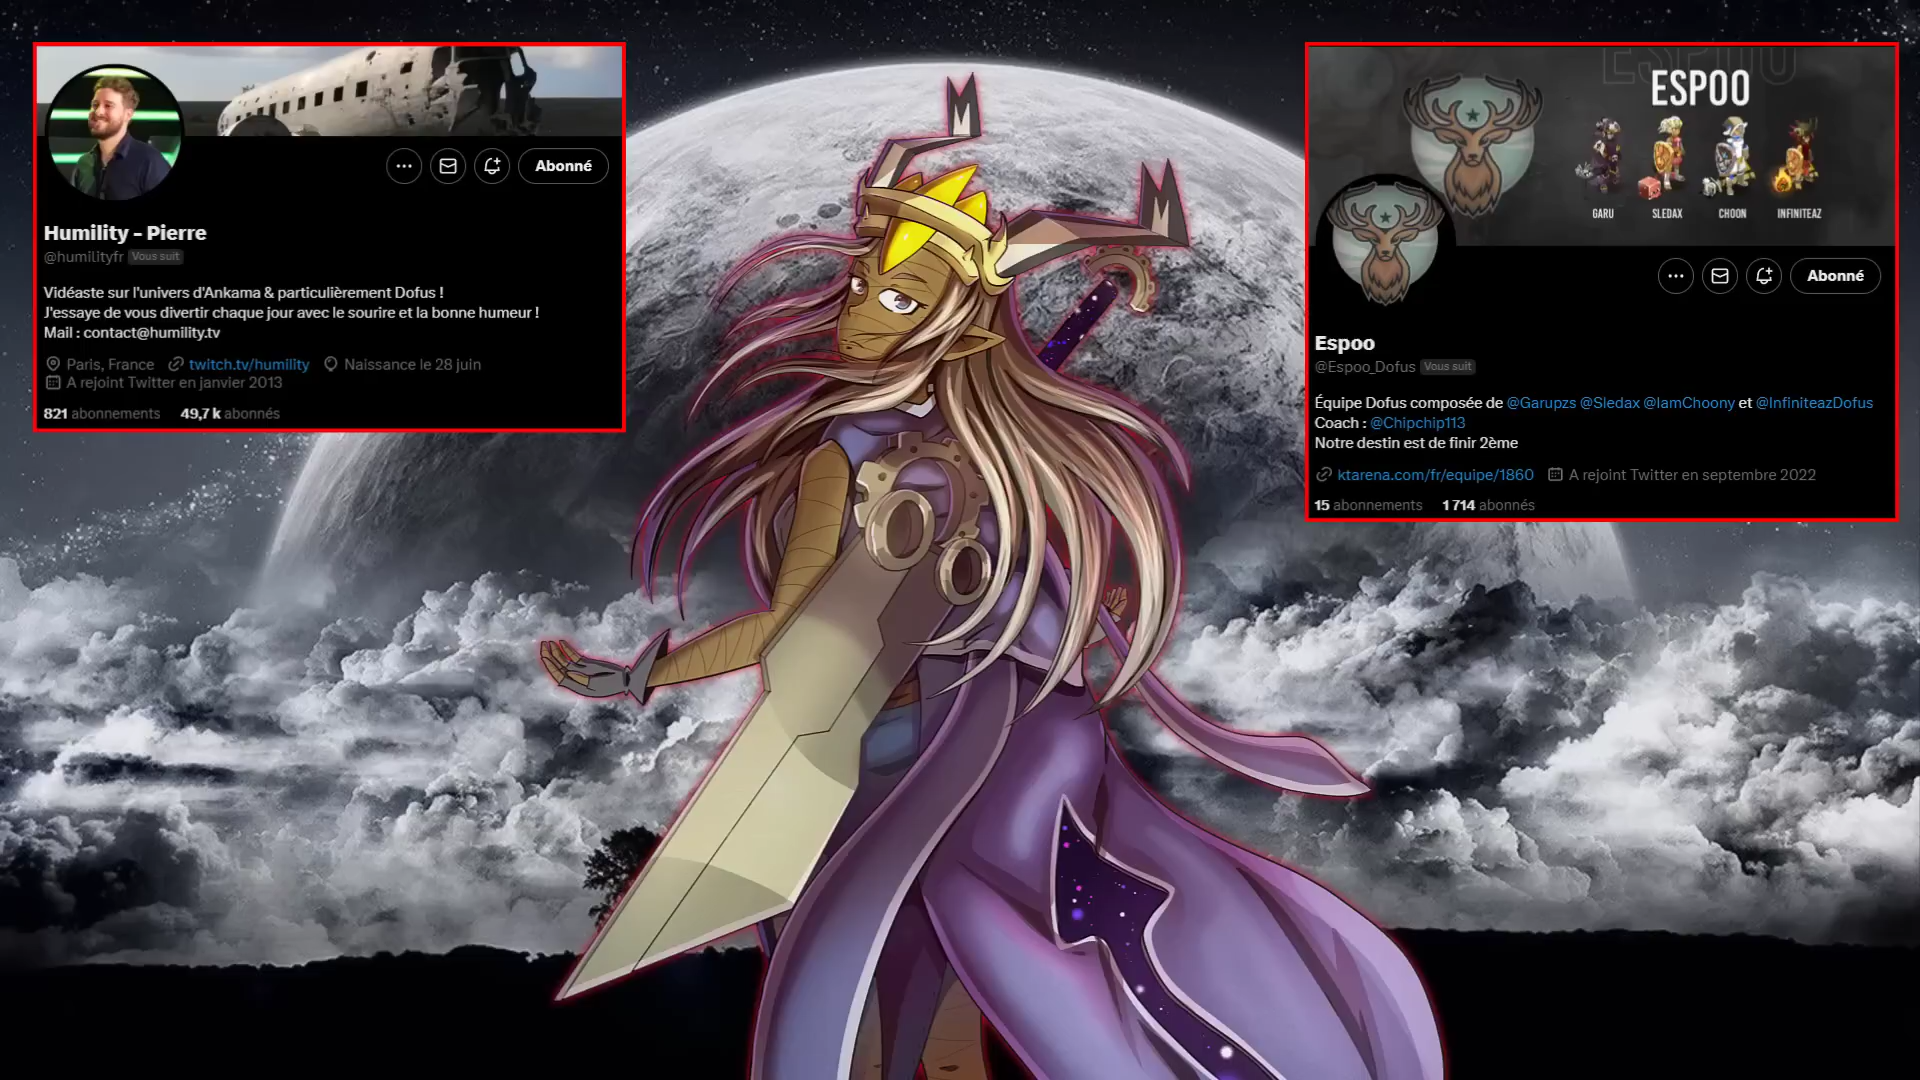 Abonné
Humility - Pierre
@humilityfr Vous suit
Vidéaste sur l'univers d'Ankama & particulièrement Dofus !
J'essaye de vous divertir chaque jour avec le sourire et la bonne humeur !
Mail : contact@humility.tv
Paris, France twitch.tv/humility Naissance le 28 juin
A rejoint Twitter en janvier 2013
821 abonnements 49,7 k abonnés
ESPOO
ESPOO
GARU SLEDAX CHOON INFINITEAZ
Abonné
Espoo
@Espoo_Dofus Vous suit
Équipe Dofus composée de @Garupzs @Sledax @IamChoony et @InfiniteazDofus
Coach : @Chipchip113
Notre destin est de finir 2ème
ktarena.com/fr/equipe/1860 A rejoint Twitter en septembre 2022
15 abonnements 1 714 abonnés